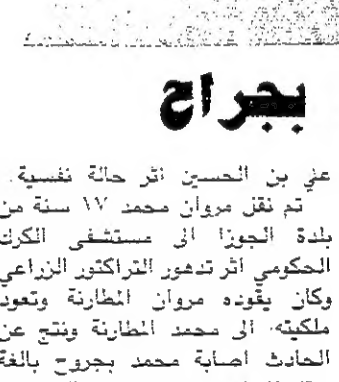 بجراح
علي بن الحسين اثر حالة نفسية.
تم نقل مروان محمد ١٧ سنة من
بلدة الجوزا الى مستشفى الكرك
الحكومي اثر تدهور التراكتور الزراعي
وكان يقوده مروان المطارنة وتعود
ملكيته الى محمد المطارنة ونتج عن
الحادث اصابة محمد بجروح بالغة